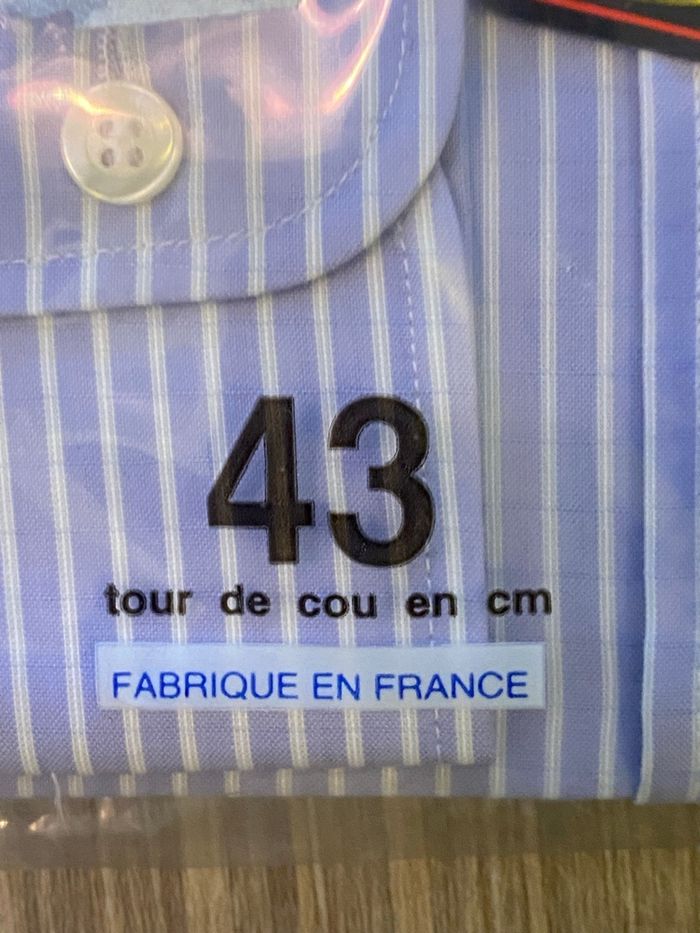 43
tour de cou en cm
FABRIQUE EN FRANCE